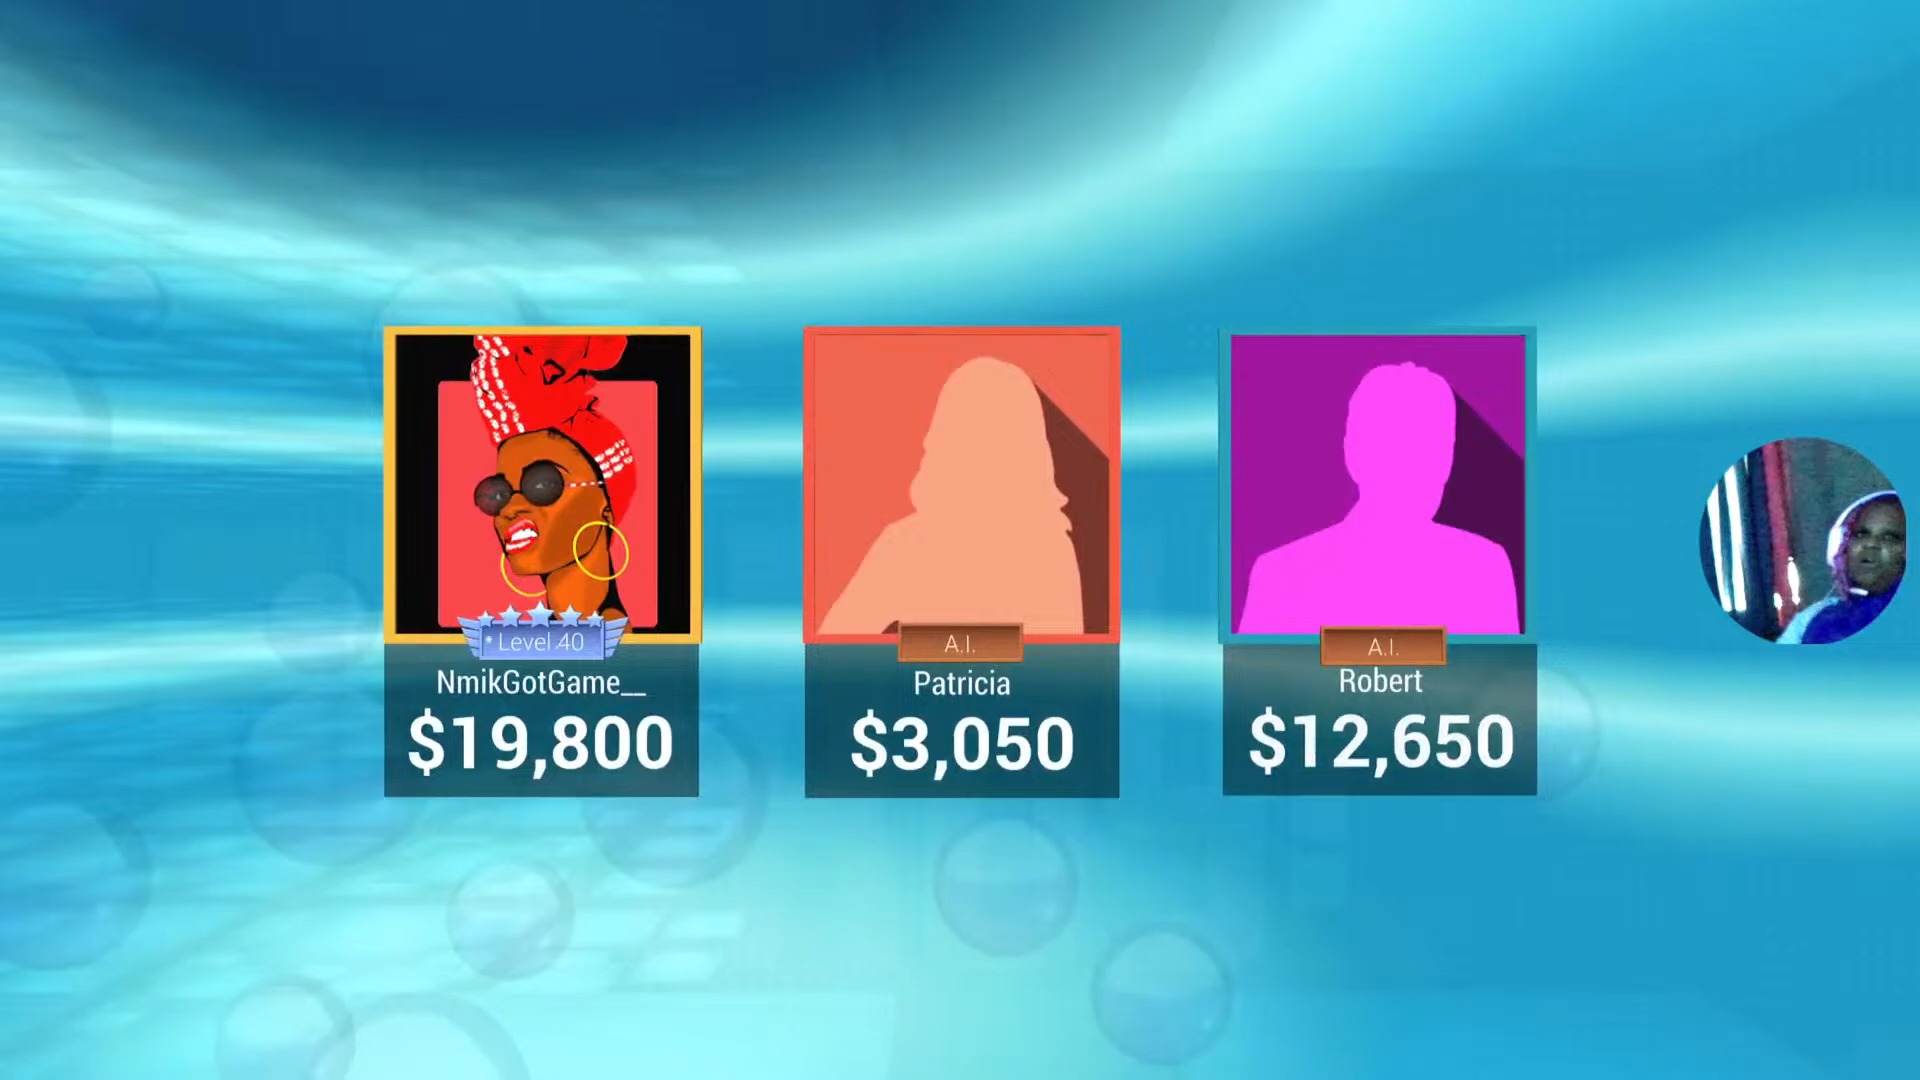 Level 40
NmikGotGame__
$19,800
A.I.
Patricia
$3,050
A.I.
Robert
$12,650